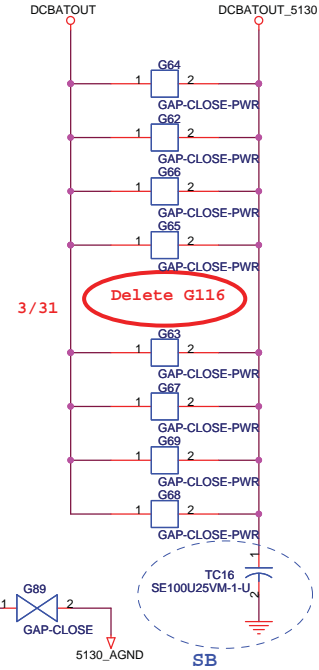 DCBATOUT DCBATOUT_5130
G64
1 2
GAP-CLOSE-PWR
G62
1 2
GAP-CLOSE-PWR
G66
1 2
GAP-CLOSE-PWR
G65
1 2
GAP-CLOSE-PWR
Delete G116
3/31
G63
1 2
GAP-CLOSE-PWR
G67
1 2
GAP-CLOSE-PWR
G69
1 2
GAP-CLOSE-PWR
G68
1 2
GAP-CLOSE-PWR
1
TC16
SE100U25VM-1-U
2
G89
1 2
GAP-CLOSE
5130_AGND
SB